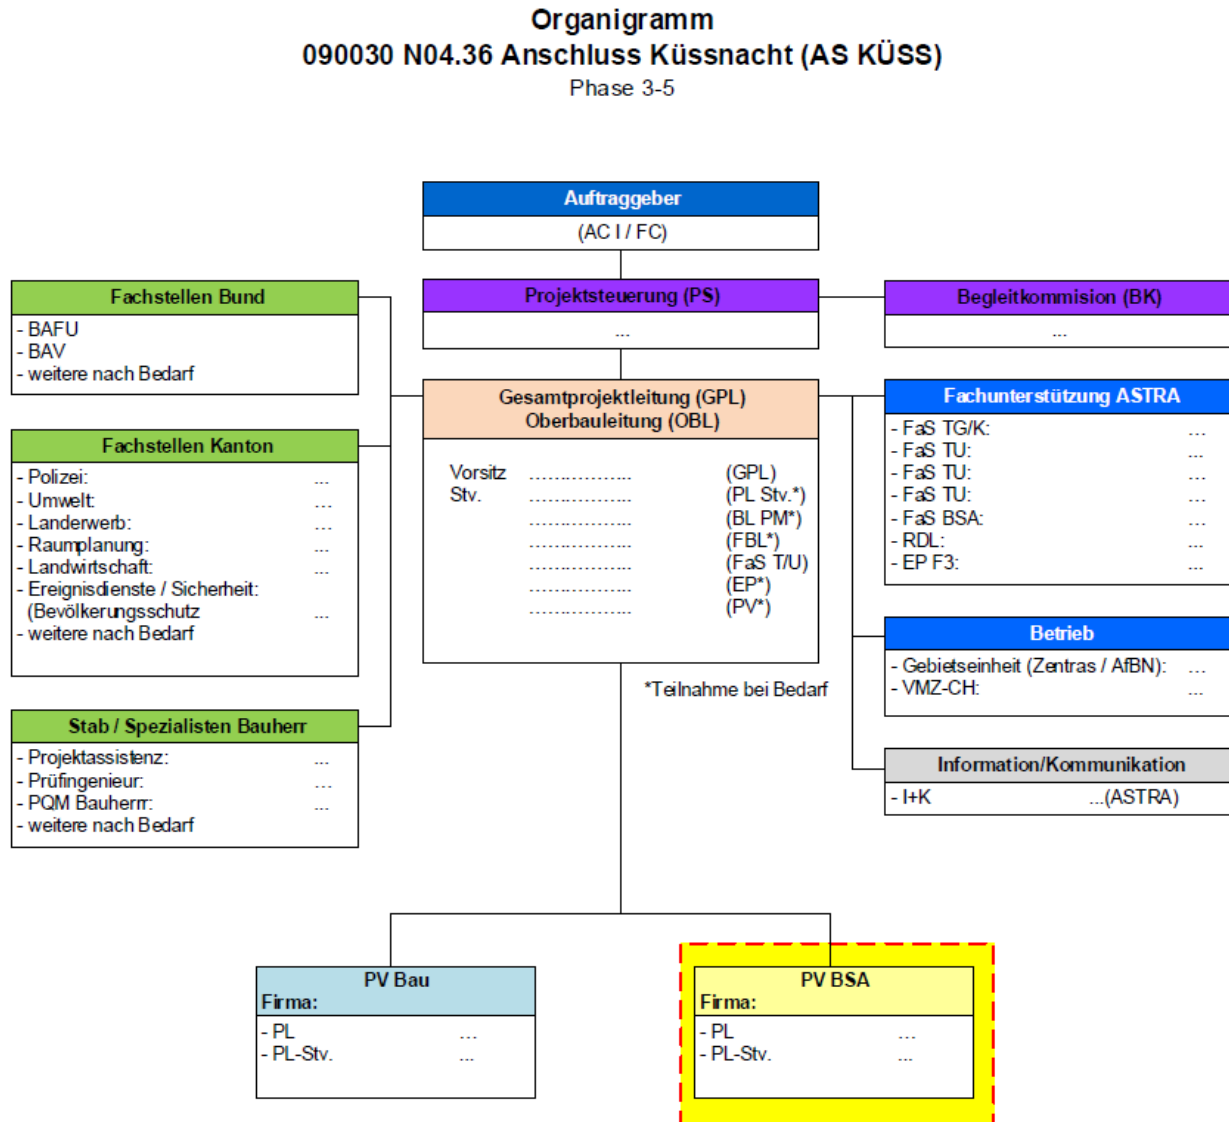 Organigramm
090030 N04.36 Anschluss Küssnacht (AS KÜSS)
Phase 3-5
Auftraggeber
(AC I / FC)
Projektsteuerung (PS)
...
Begleitkommision (BK)
...
Fachstellen Bund
- BAFU
- BAV
- weitere nach Bedarf
Fachstellen Kanton
- Polizei: ...
- Umwelt: ...
- Landerwerb: ...
- Raumplanung: ...
- Landwirtschaft: ...
- Ereignisdienste / Sicherheit:
(Bevölkerungsschutz ...
- weitere nach Bedarf
Stab / Spezialisten Bauherr
- Projektassistenz: ...
- Prüfingenieur: ...
- PQM Bauherrr: ...
- weitere nach Bedarf
Gesamtprojektleitung (GPL)
Oberbauleitung (OBL)
Vorsitz ................. (GPL)
Stv. ................. (PL Stv.*)
................. (BL PM*)
................. (FBL*)
................. (FaS T/U)
................. (EP*)
................. (PV*)
*Teilnahme bei Bedarf
Fachunterstützung ASTRA
- FaS TG/K: ...
- FaS TU: ...
- FaS TU: ...
- FaS TU: ...
- FaS BSA: ...
- RDL: ...
- EP F3: ...
Betrieb
- Gebietseinheit (Zentras / AfBN): ...
- VMZ-CH: ...
Information/Kommunikation
- I+K ...(ASTRA)
PV Bau
Firma:
- PL ...
- PL-Stv. ...
PV BSA
Firma:
- PL ...
- PL-Stv. ...